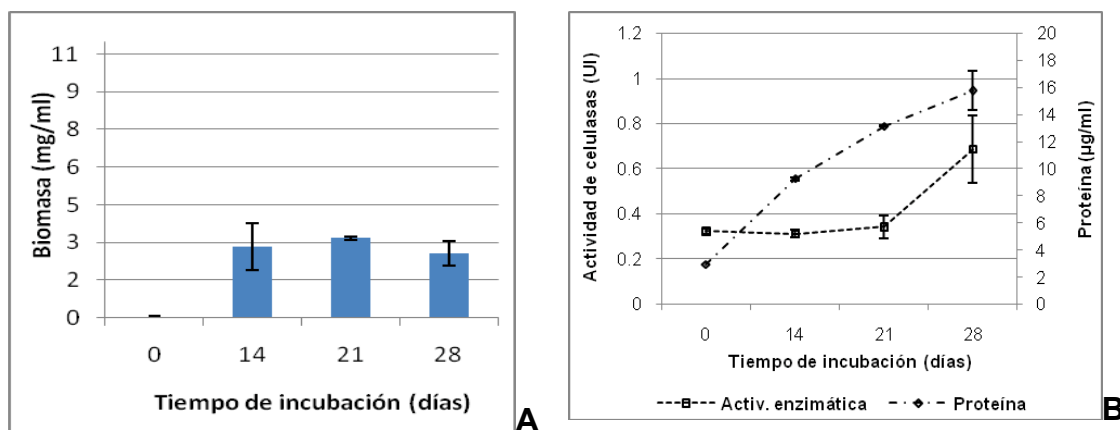 11
9
8
6
5
3
2
0
Biomasa (mg/ml)
0 14 21 28
Tiempo de incubación (días)
A
1.2
1
0.8
0.6
0.4
0.2
0
Actividad de celulasas (UI)
20
18
16
14
12
10
8
6
4
2
0
Proteína (µg/ml)
0 14 21 28
Tiempo de incubación (días)
Activ. enzimática Proteína
B